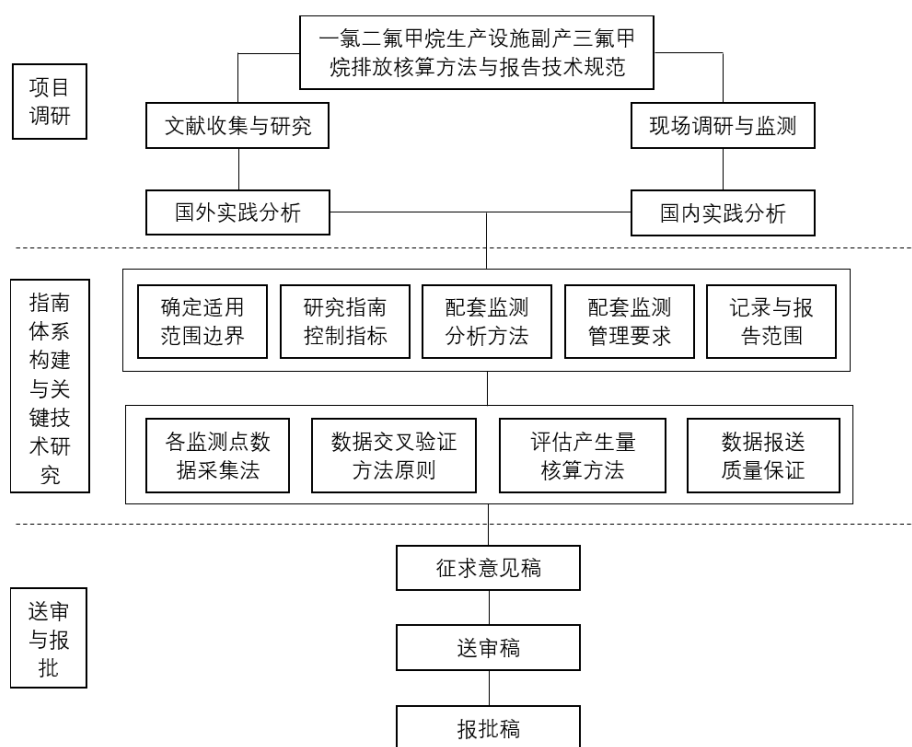 一氯二氟甲烷生产设施副产三氟甲
烷排放核算方法与报告技术规范
项目
调研
文献收集与研究
现场调研与监测
国外实践分析
国内实践分析
指南
体系
构建
与关
键技
术研
究
确定适用
范围边界
研究指南
控制指标
配套监测
分析方法
配套监测
管理要求
记录与报
告范围
各监测点数
据采集法
数据交叉验证
方法原则
评估产生量
核算方法
数据报送
质量保证
送审
与报
批
征求意见稿
送审稿
报批稿